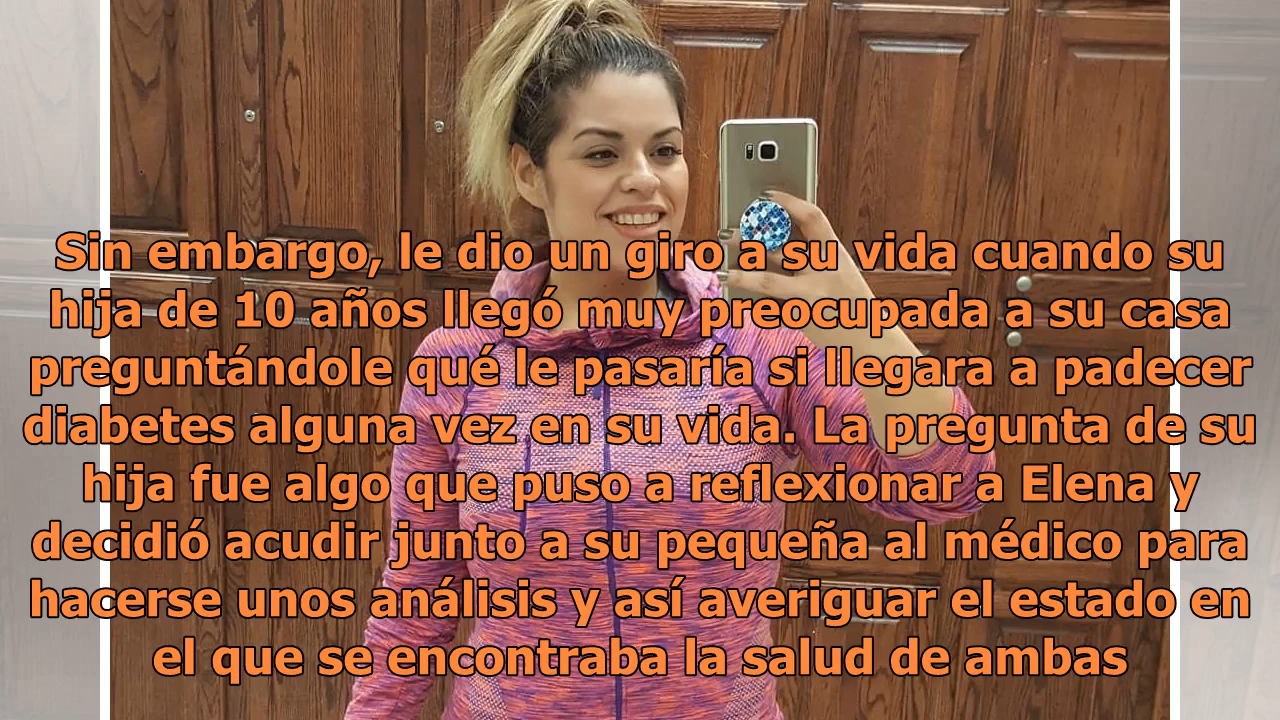 Sin embargo, le dio un giro a su vida cuando su
hija de 10 años llegó muy preocupada a su casa
preguntándole qué le pasaría si llegara a padecer
diabetes alguna vez en su vida. La pregunta de su
hija fue algo que puso a reflexionar a Elena y
decidió acudir junto a su pequeña al médico para
hacerse unos análisis y así averiguar el estado en
el que se encontraba la salud de ambas